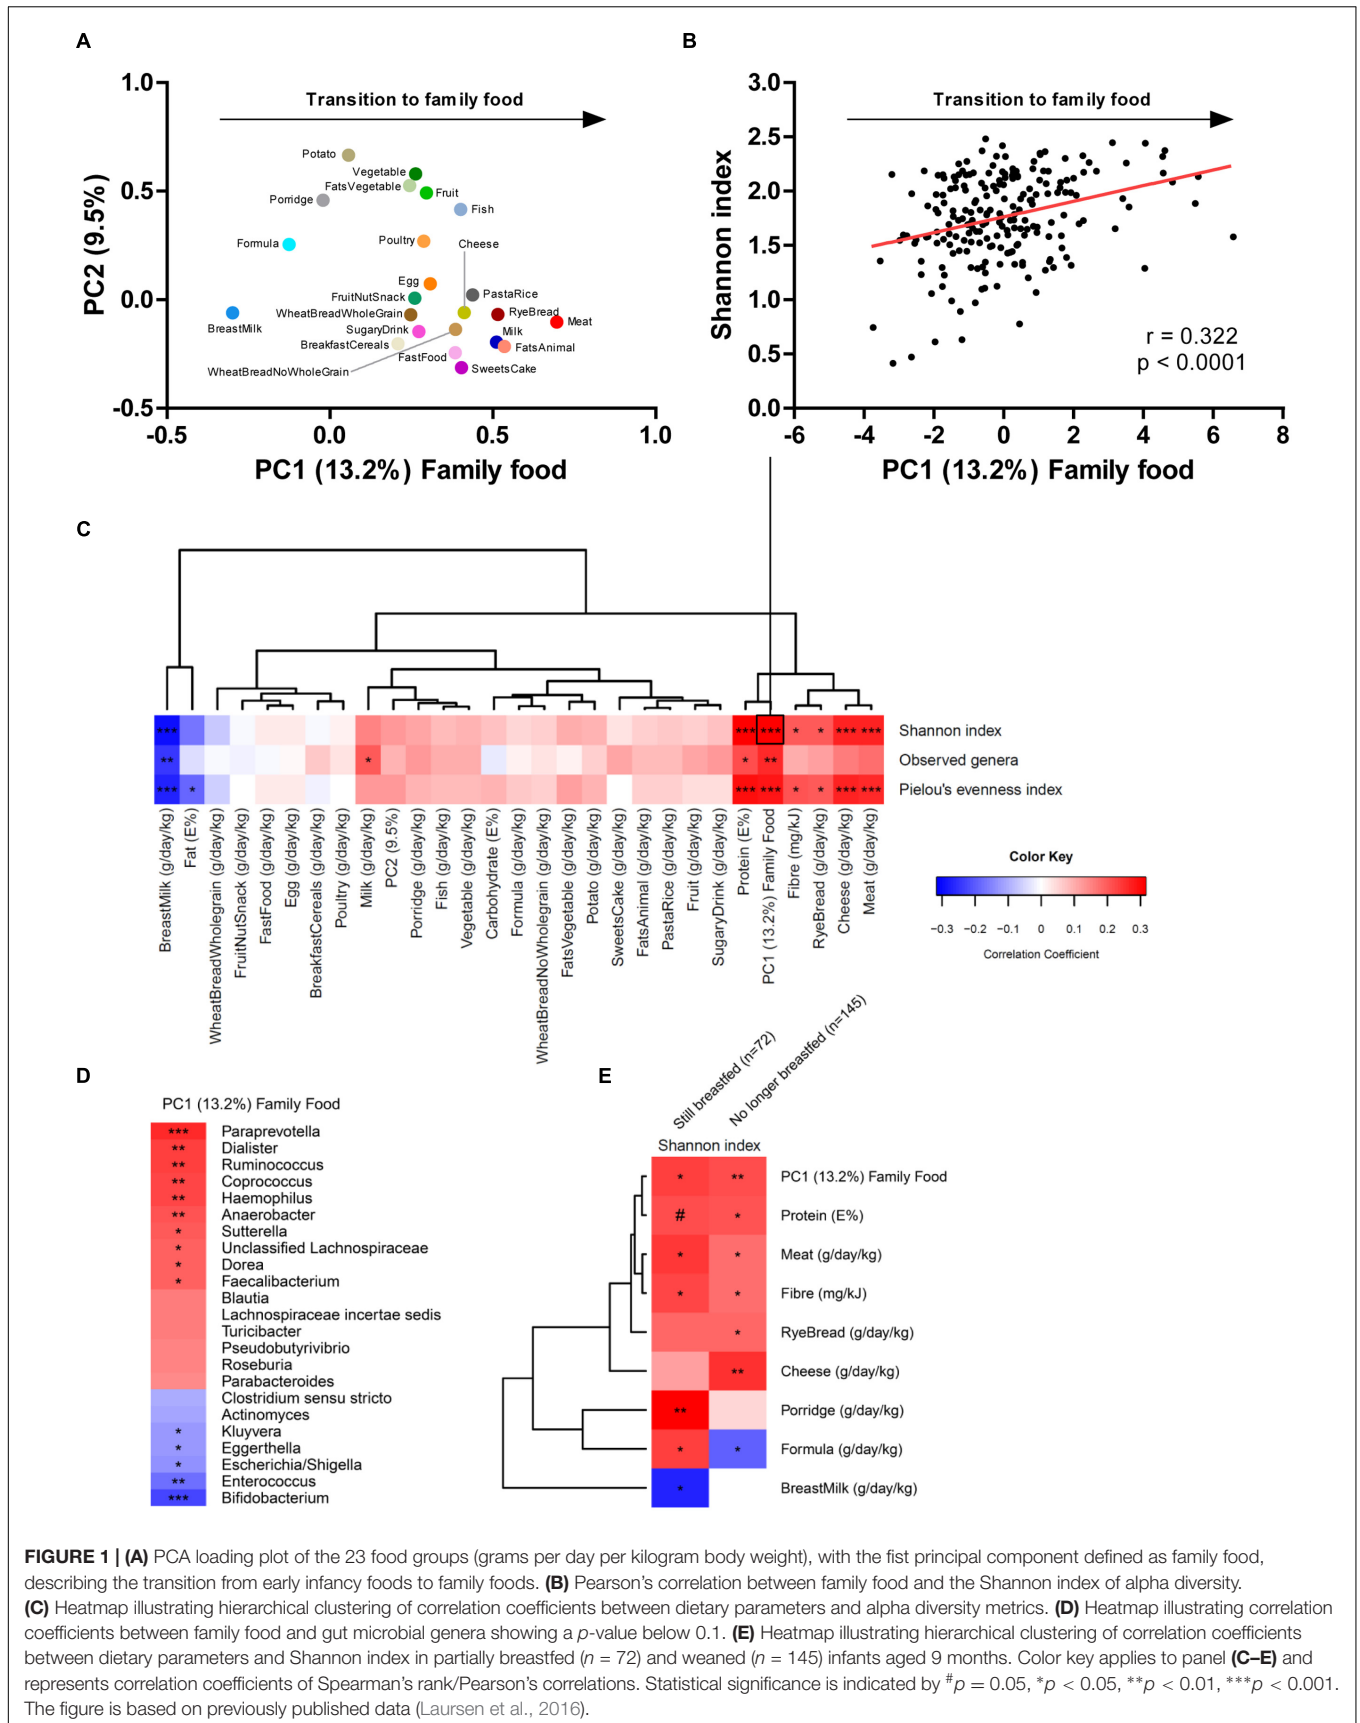 A
1.0
0.5
0.0
-0.5
-0.5
0.0
0.5
1.0
PC2 (9.5%)
PC1 (13.2%) Family food
Transition to family food
Potato
Vegetable
FatsVegetable
Fruit
Porridge
Fish
Formula
Poultry
Cheese
Egg
PastaRice
FruitNutSnack
BreastMilk
WheatBreadWholeGrain
RyeBread
Meat
SugaryDrink
Milk
BreakfastCereals
FatsAnimal
FastFood
WheatBreadNoWholeGrain
SweetsCake
B
3.0
2.5
2.0
1.5
1.0
0.5
0.0
-6
-4
-2
0
2
4
6
8
Shannon index
PC1 (13.2%) Family food
Transition to family food
r = 0.322
p < 0.0001
C
*** *** *** * * *** ***
Shannon index
** * * **
Observed genera
*** * *** *** * * *** ***
Pielou's evenness index
BreastMilk (g/day/kg)
Fat (E%)
WheatBreadWholegrain (g/day/kg)
FruitNutSnack (g/day/kg)
FastFood (g/day/kg)
Egg (g/day/kg)
BreakfastCereals (g/day/kg)
Poultry (g/day/kg)
Milk (g/day/kg)
PC2 (9.5%)
Porridge (g/day/kg)
Fish (g/day/kg)
Vegetable (g/day/kg)
Carbohydrate (E%)
Formula (g/day/kg)
WheatBreadNoWholegrain (g/day/kg)
FatsVegetable (g/day/kg)
Potato (g/day/kg)
SweetsCake (g/day/kg)
FatsAnimal (g/day/kg)
PastaRice (g/day/kg)
Fruit (g/day/kg)
SugaryDrink (g/day/kg)
Protein (E%)
PC1 (13.2%) Family Food
Fibre (mg/kJ)
RyeBread (g/day/kg)
Cheese (g/day/kg)
Meat (g/day/kg)
Color Key
−0.3 −0.2 −0.1 0 0.1 0.2 0.3
Correlation Coefficient
D
PC1 (13.2%) Family Food
*** Paraprevotella
** Dialister
** Ruminococcus
** Coprococcus
** Haemophilus
** Anaerobacter
* Sutterella
* Unclassified Lachnospiraceae
* Dorea
* Faecalibacterium
Blautia
Lachnospiraceae incertae sedis
Turicibacter
Pseudobutyrivibrio
Roseburia
Parabacteroides
Clostridium sensu stricto
Actinomyces
* Kluyvera
* Eggerthella
* Escherichia/Shigella
** Enterococcus
*** Bifidobacterium
E
Still breastfed (n=72)
No longer breastfed (n=145)
Shannon index
* ** PC1 (13.2%) Family Food
# * Protein (E%)
* * Meat (g/day/kg)
* * Fibre (mg/kJ)
* RyeBread (g/day/kg)
** Cheese (g/day/kg)
** Porridge (g/day/kg)
* * Formula (g/day/kg)
* BreastMilk (g/day/kg)
FIGURE 1 | (A) PCA loading plot of the 23 food groups (grams per day per kilogram body weight), with the fist principal component defined as family food,
describing the transition from early infancy foods to family foods. (B) Pearson's correlation between family food and the Shannon index of alpha diversity.
(C) Heatmap illustrating hierarchical clustering of correlation coefficients between dietary parameters and alpha diversity metrics. (D) Heatmap illustrating correlation
coefficients between family food and gut microbial genera showing a p-value below 0.1. (E) Heatmap illustrating hierarchical clustering of correlation coefficients
between dietary parameters and Shannon index in partially breastfed (n = 72) and weaned (n = 145) infants aged 9 months. Color key applies to panel (C–E) and
represents correlation coefficients of Spearman's rank/Pearson's correlations. Statistical significance is indicated by #p = 0.05, *p < 0.05, **p < 0.01, ***p < 0.001.
The figure is based on previously published data (Laursen et al., 2016).